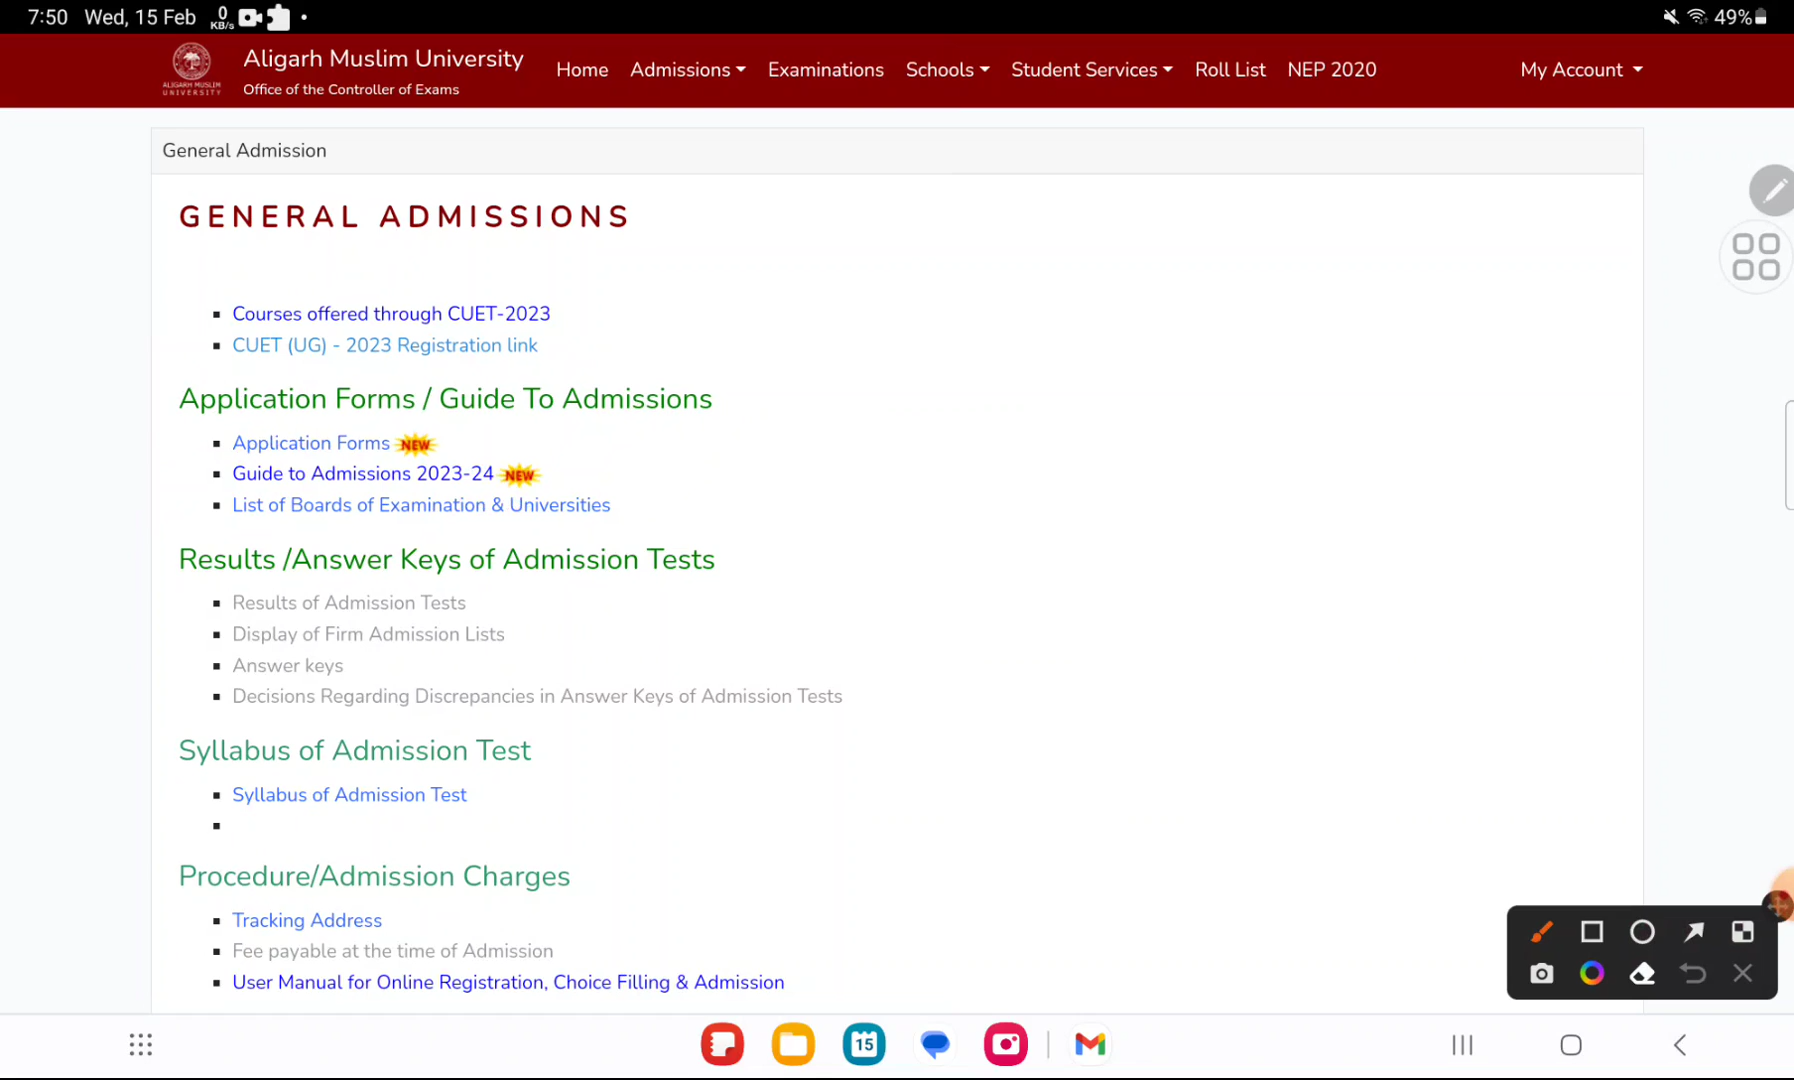 7:50 Wed, 15 Feb 0 KB/s 49%
ALIGARH MUSLIM UNIVERSITY
Aligarh Muslim University
Office of the Controller of Exams
Home Admissions Examinations Schools Student Services Roll List NEP 2020 My Account
General Admission
GENERAL ADMISSIONS
Courses offered through CUET-2023
CUET (UG) - 2023 Registration link
Application Forms / Guide To Admissions
Application Forms NEW
Guide to Admissions 2023-24 NEW
List of Boards of Examination & Universities
Results /Answer Keys of Admission Tests
Results of Admission Tests
Display of Firm Admission Lists
Answer keys
Decisions Regarding Discrepancies in Answer Keys of Admission Tests
Syllabus of Admission Test
Syllabus of Admission Test
Procedure/Admission Charges
Tracking Address
Fee payable at the time of Admission
User Manual for Online Registration, Choice Filling & Admission
15